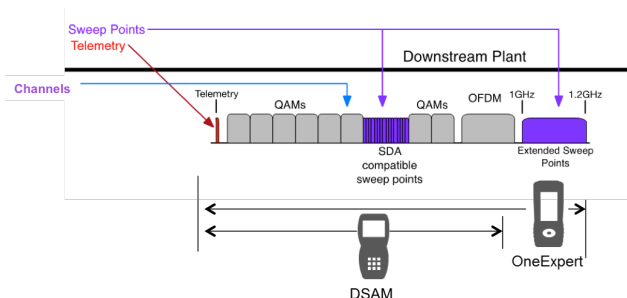 Sweep Points
Telemetry
Downstream Plant
Channels
Telemetry
QAMs
QAMs
OFDM
1GHz
1.2GHz
SDA
compatible
sweep points
Extended Sweep
Points
OneExpert
DSAM